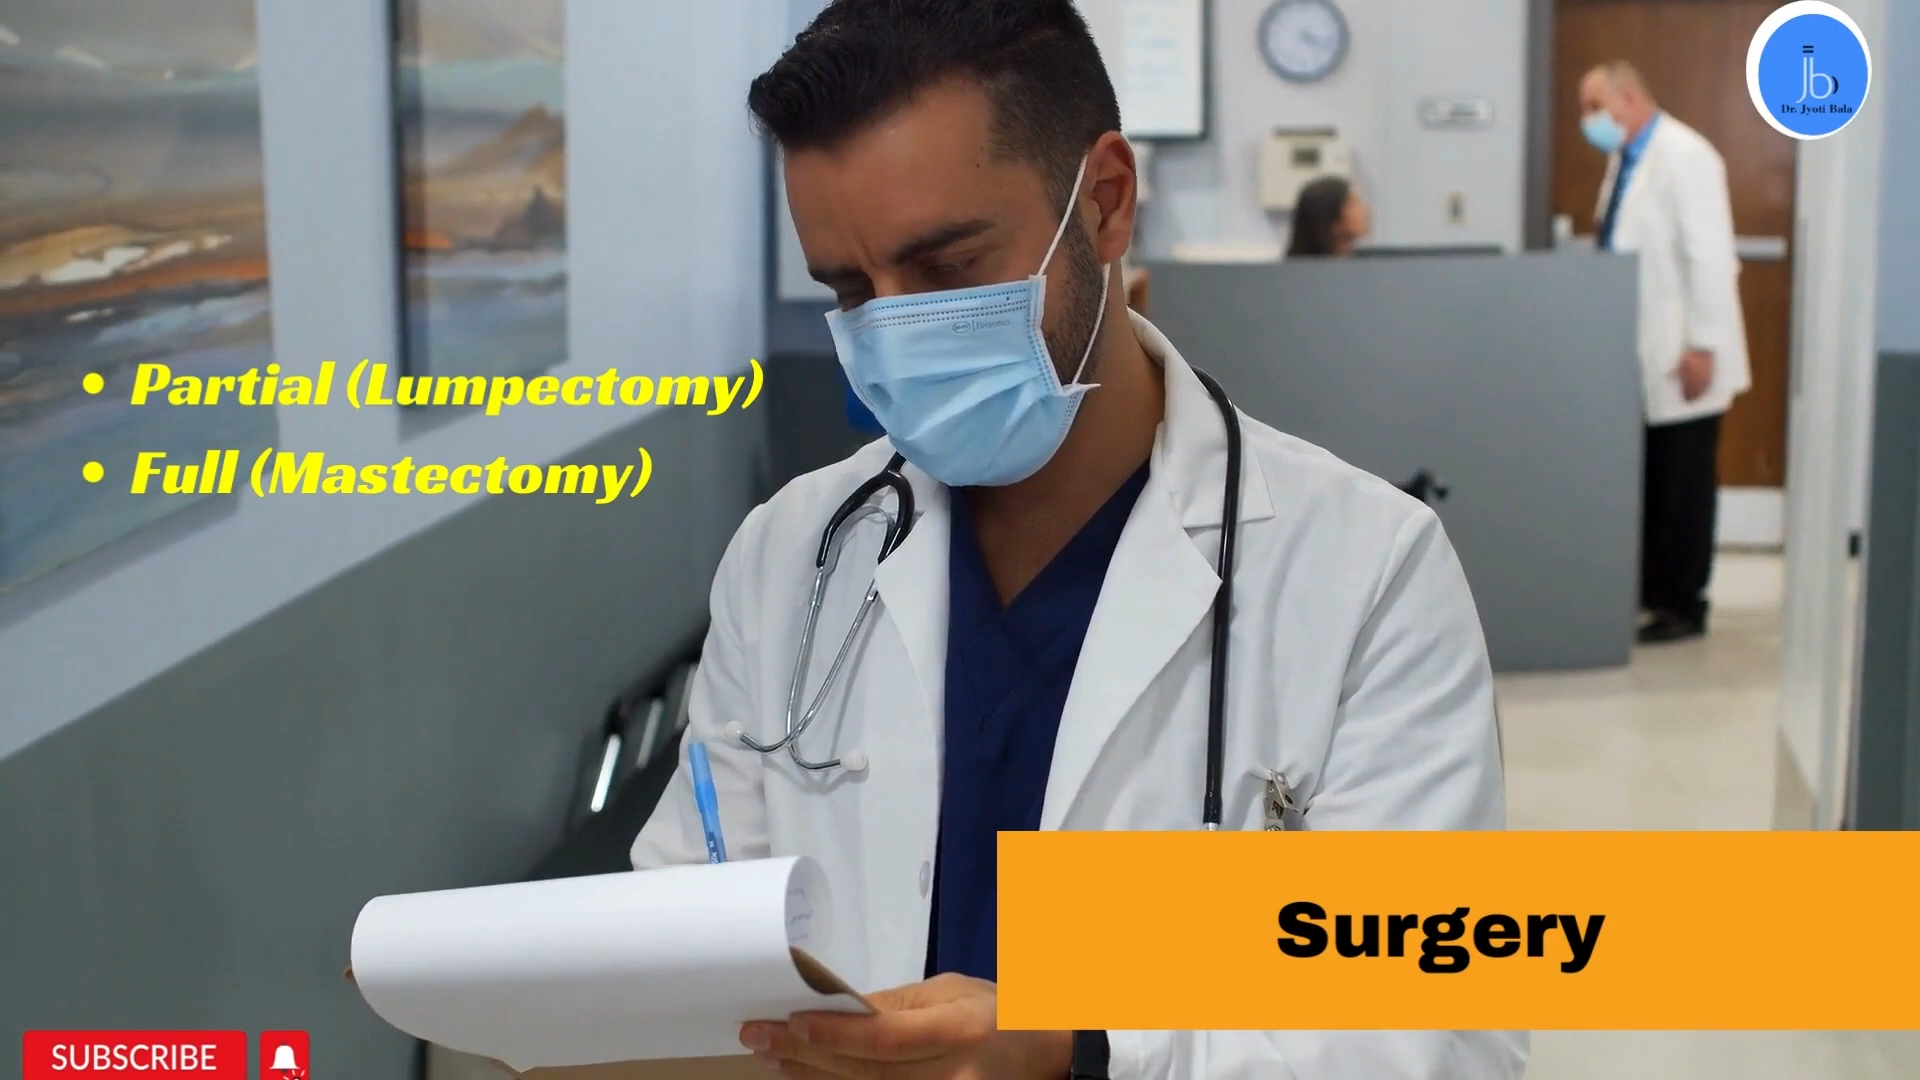 Dr. Jyoti Bala
• Partial (Lumpectomy)
• Full (Mastectomy)
Surgery
SUBSCRIBE